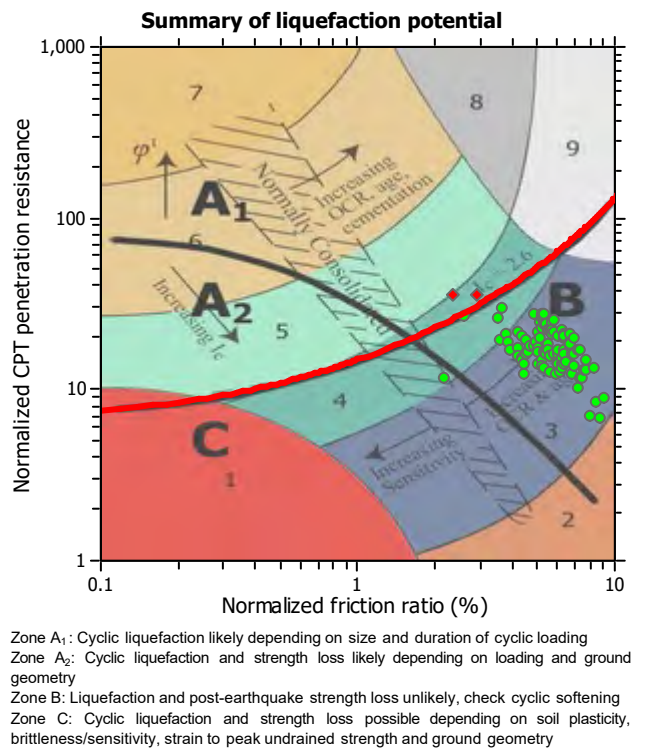 Summary of liquefaction potential
1,000
100
10
1
Normalized CPT penetration resistance
7
8
9
φ'
Increasing
OCR, age,
cementation
Normally Consolidated
A1
6
Ic = 2.6
A2
Increasing Ic
B
5
4
3
C
1
Increasing
Sensitivity
2
0.1
1
10
Normalized friction ratio (%)
Zone A1: Cyclic liquefaction likely depending on size and duration of cyclic loading
Zone A2: Cyclic liquefaction and strength loss likely depending on loading and ground
geometry
Zone B: Liquefaction and post-earthquake strength loss unlikely, check cyclic softening
Zone C: Cyclic liquefaction and strength loss possible depending on soil plasticity,
brittleness/sensitivity, strain to peak undrained strength and ground geometry